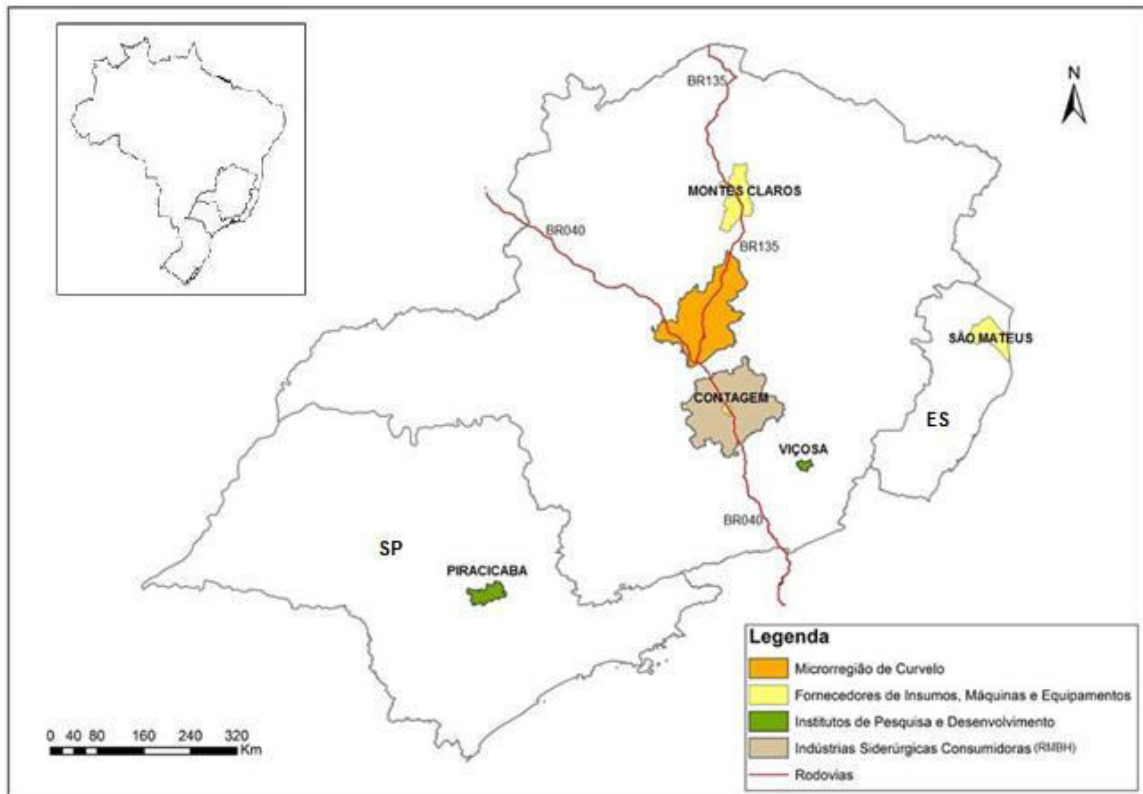 N
BR135
MONTES CLAROS
BR040
BR135
SÃO MATEUS
CONTAGEM
ES
VIÇOSA
BR040
SP
PIRACICABA
Legenda
Microrregião de Curvelo
Fornecedores de Insumos, Máquinas e Equipamentos
Institutos de Pesquisa e Desenvolvimento
Indústrias Siderúrgicas Consumidoras (RMBH)
Rodovias
0 40 80 160 240 320
Km